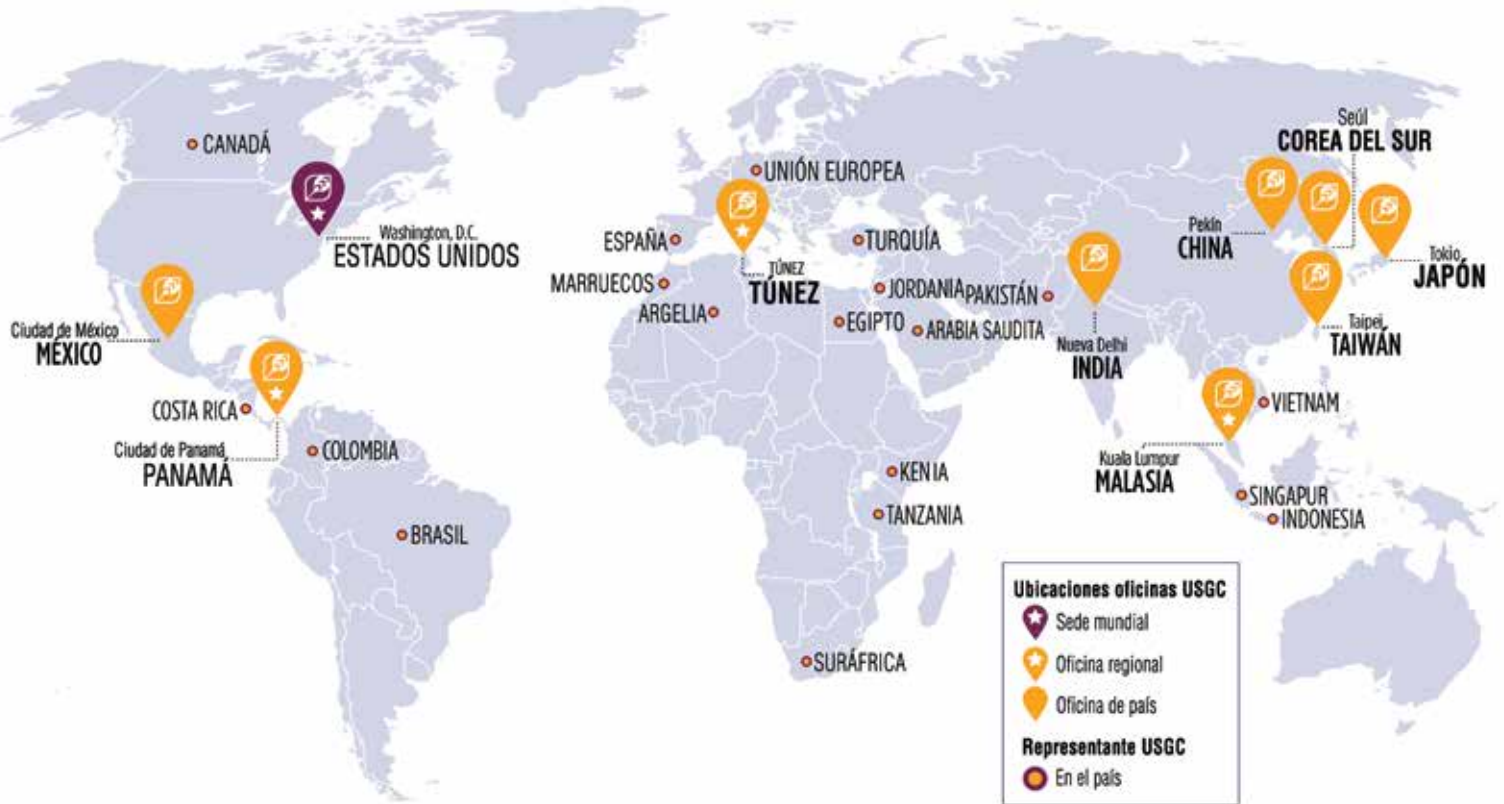 CANADÁ
Washington, D.C.
ESTADOS UNIDOS
Ciudad de México
MÉXICO
COSTA RICA
Ciudad de Panamá
PANAMÁ
COLOMBIA
BRASIL
UNIÓN EUROPEA
ESPAÑA
TURQUÍA
MARRUECOS
TÚNEZ
TÚNEZ
ARGELIA
JORDANIA
PAKISTÁN
EGIPTO
ARABIA SAUDITA
KENIA
TANZANIA
SURÁFRICA
Nueva Delhi
INDIA
Seúl
COREA DEL SUR
Pekín
CHINA
Tokio
JAPÓN
Taipei
TAIWÁN
VIETNAM
Kuala Lumpur
MALASIA
SINGAPUR
INDONESIA
Ubicaciones oficinas USGC
Sede mundial
Oficina regional
Oficina de país
Representante USGC
En el país